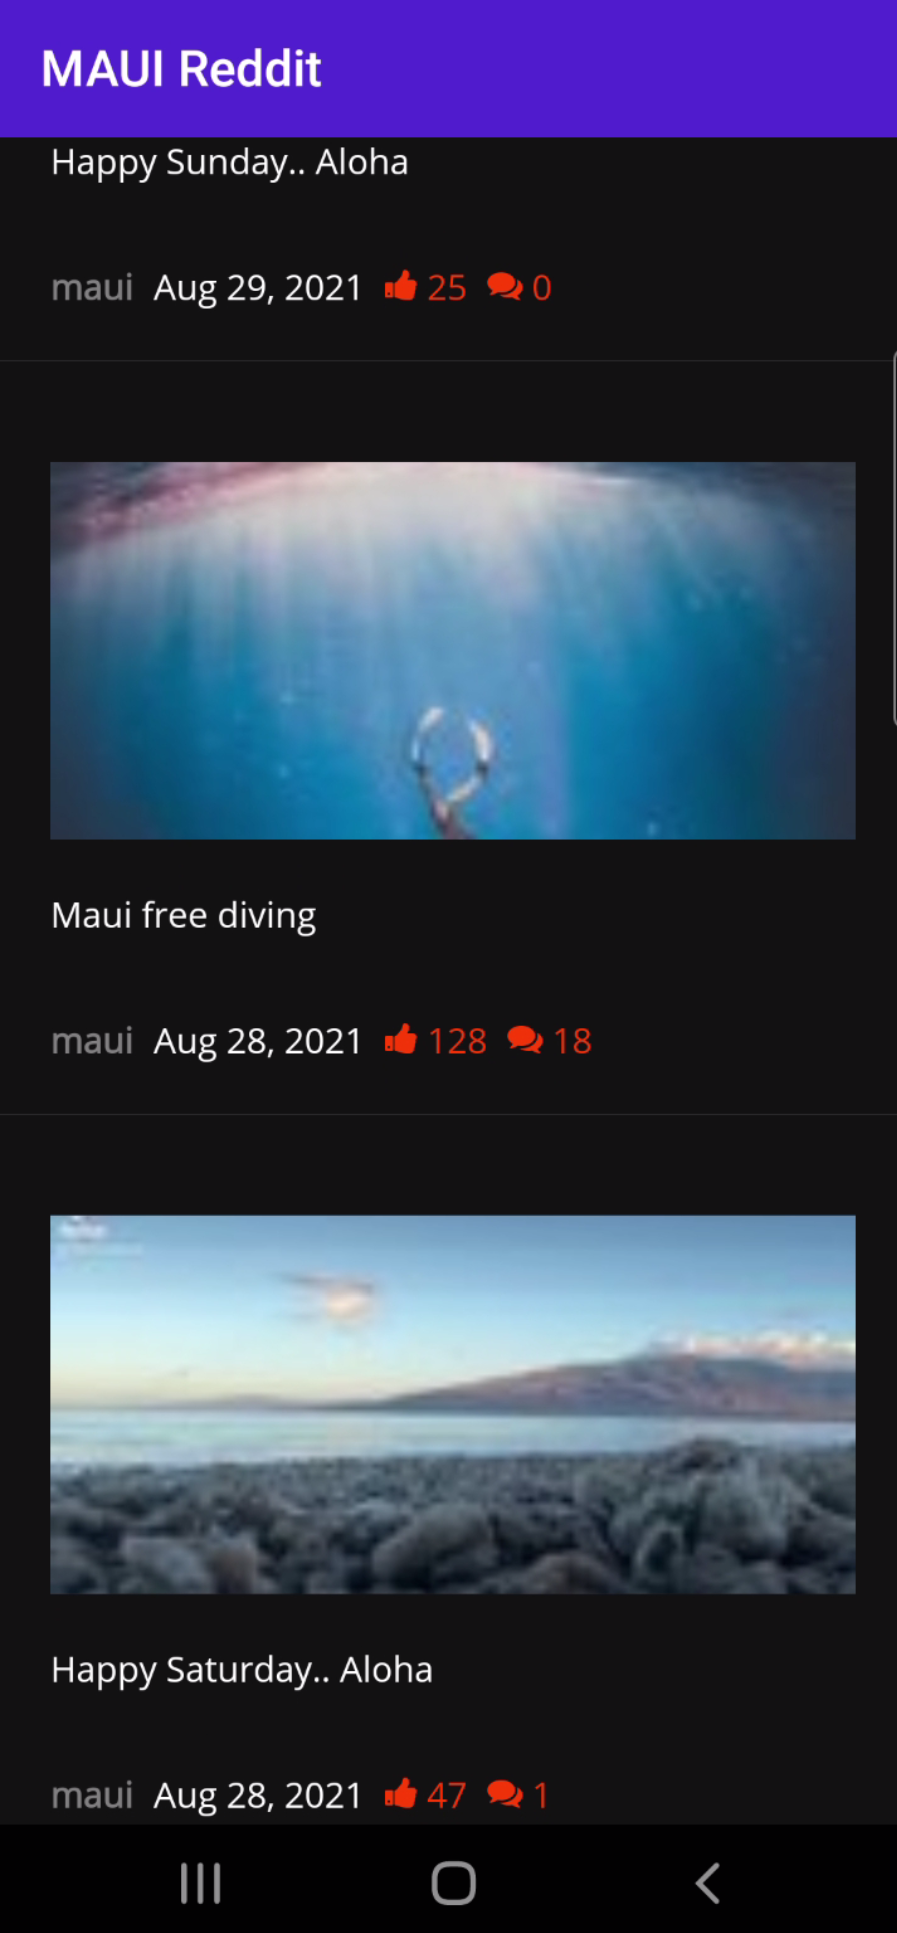 MAUI Reddit
Happy Sunday.. Aloha
maui Aug 29, 2021 25 0
Maui free diving
maui Aug 28, 2021 128 18
Happy Saturday.. Aloha
maui Aug 28, 2021 47 1